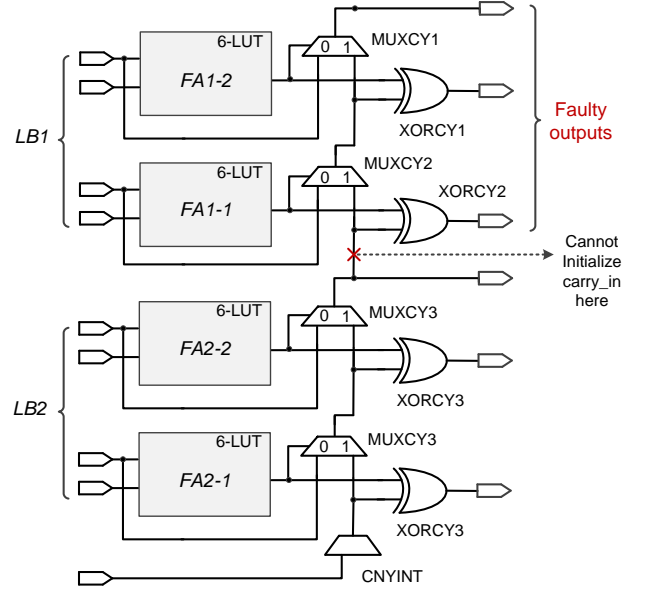 6-LUT
0 1
MUXCY1
FA1-2
Faulty
outputs
XORCY1
LB1
6-LUT
MUXCY2
0 1
XORCY2
FA1-1
Cannot
Initialize
carry_in
here
6-LUT
0 1
MUXCY3
FA2-2
XORCY3
LB2
6-LUT
0 1
MUXCY3
FA2-1
XORCY3
CNYINT